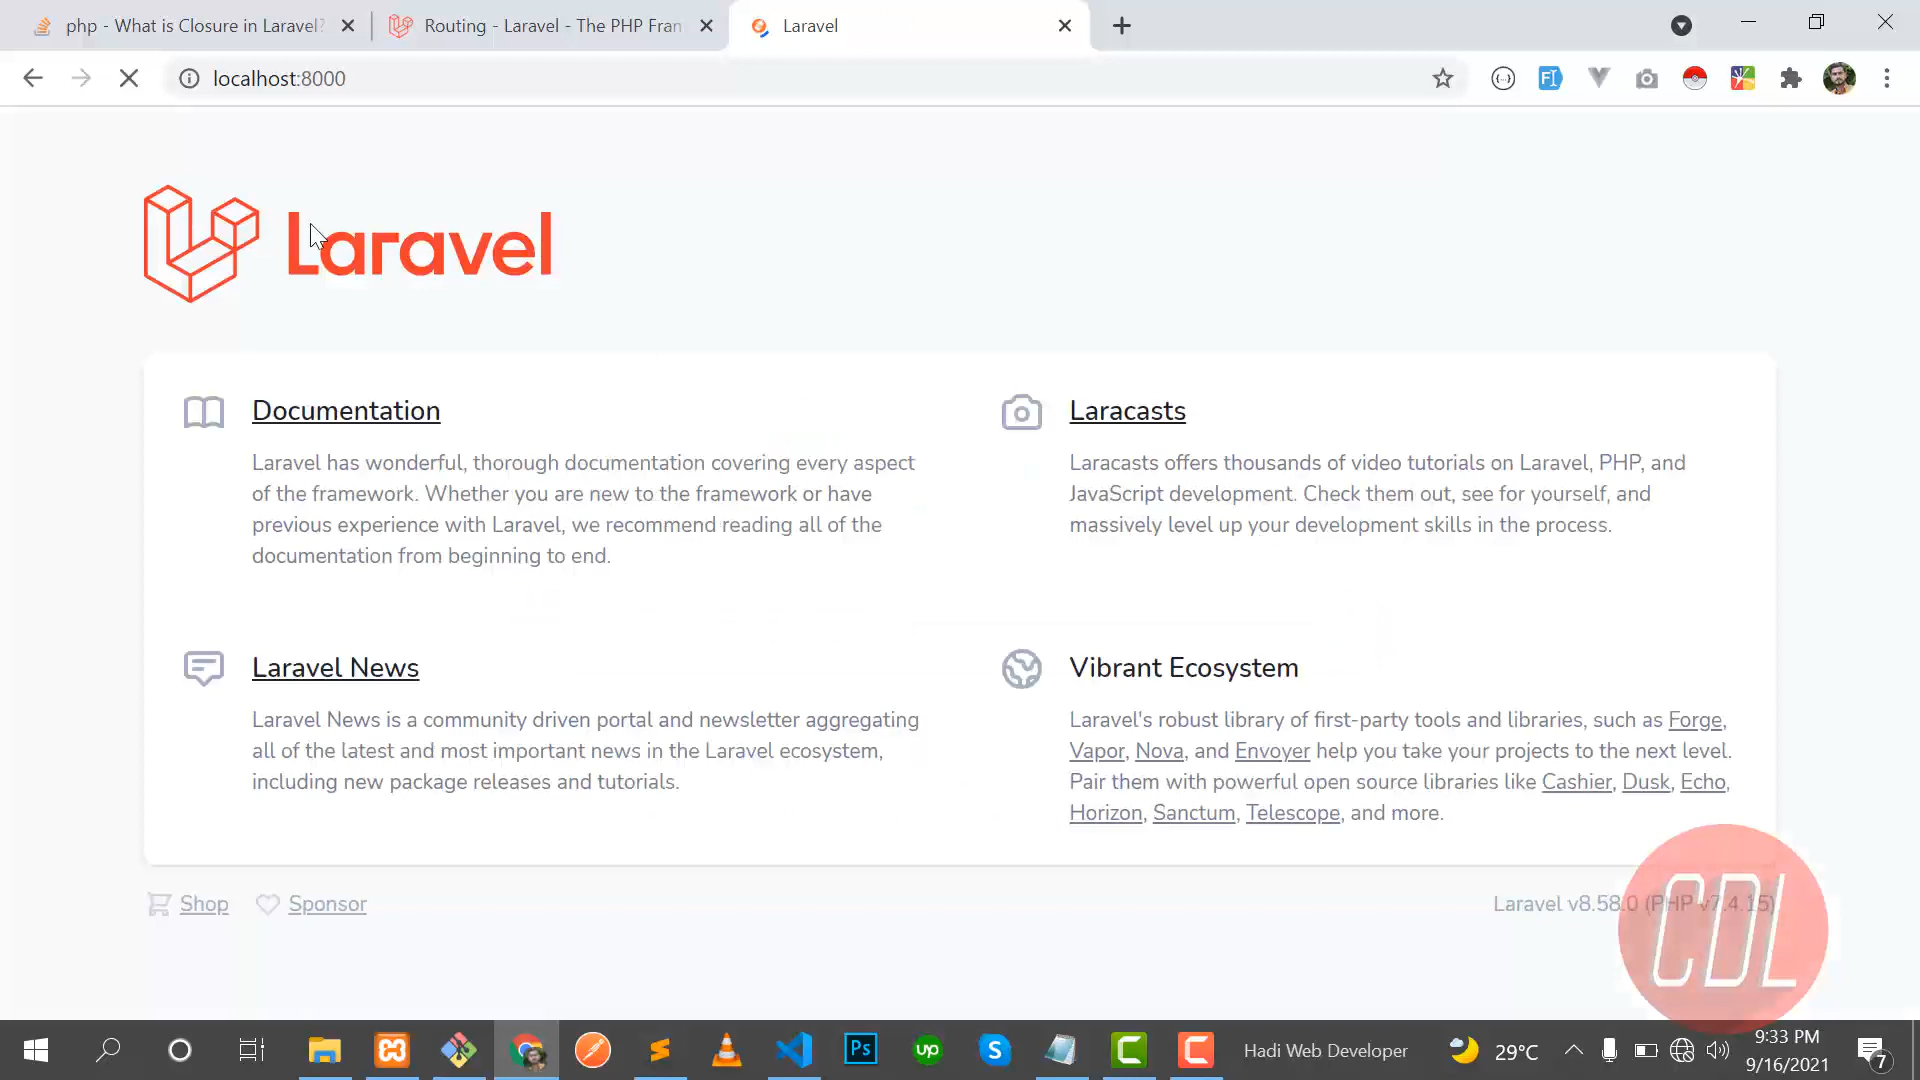 php - What is Closure in Laravel?
Routing - Laravel - The PHP Fram
Laravel
localhost:8000
Laravel
Documentation
Laravel has wonderful, thorough documentation covering every aspect
of the framework. Whether you are new to the framework or have
previous experience with Laravel, we recommend reading all of the
documentation from beginning to end.
Laracasts
Laracasts offers thousands of video tutorials on Laravel, PHP, and
JavaScript development. Check them out, see for yourself, and
massively level up your development skills in the process.
Laravel News
Laravel News is a community driven portal and newsletter aggregating
all of the latest and most important news in the Laravel ecosystem,
including new package releases and tutorials.
Vibrant Ecosystem
Laravel's robust library of first-party tools and libraries, such as Forge,
Vapor, Nova, and Envoyer help you take your projects to the next level.
Pair them with powerful open source libraries like Cashier, Dusk, Echo,
Horizon, Sanctum, Telescope, and more.
Shop
Sponsor
Laravel v8.58.0 (PHP v7.4.15)
CDL
Ps
up
S
Hadi Web Developer
29°C
9:33 PM
9/16/2021
7